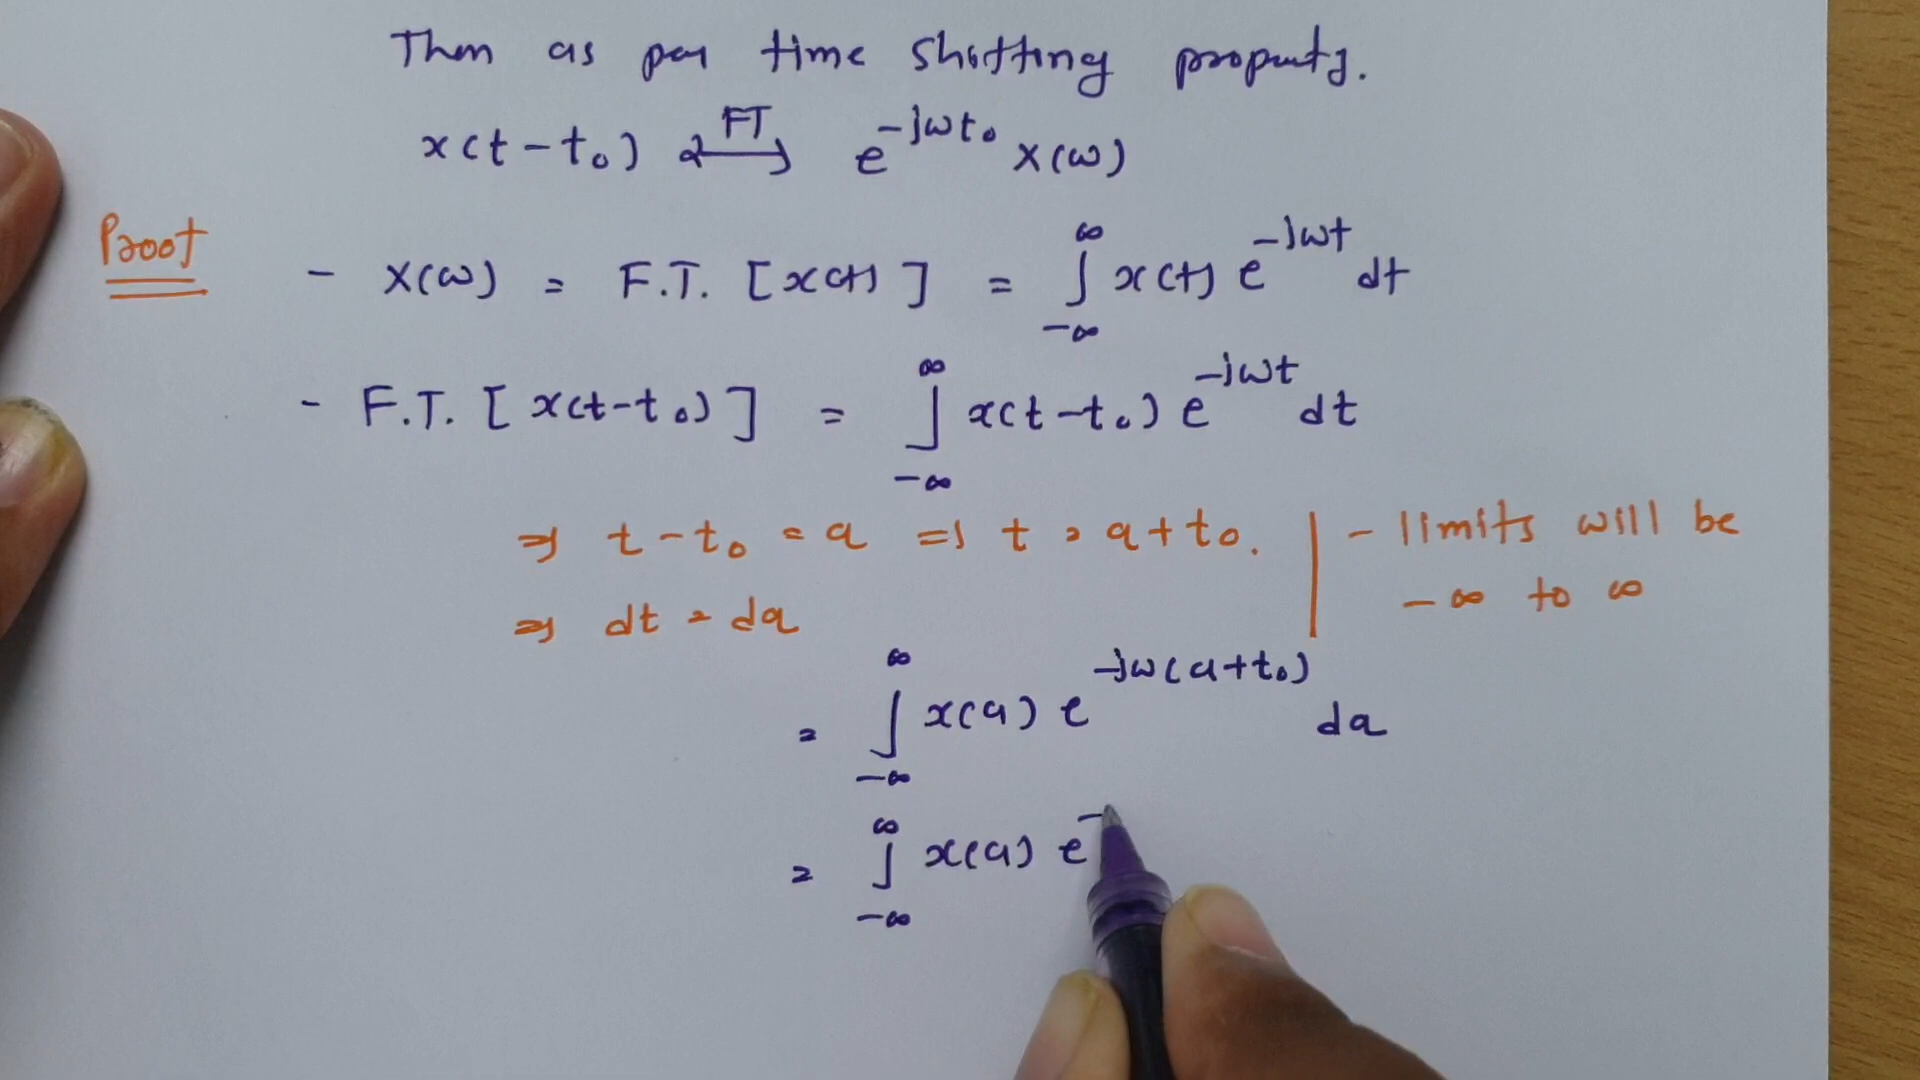 Then as per time shifting property.
x(t-t₀) ⟷FT e^{-jωt₀} X(ω)
Proof
- X(ω) = F.T. [x(t)] = ∫_{-∞}^{∞} x(t) e^{-jωt} dt
- F.T. [x(t-t₀)] = ∫_{-∞}^{∞} x(t-t₀) e^{-jωt} dt
⇒ t-t₀ = a ⇒ t = a+t₀. | - limits will be
⇒ dt = da -∞ to ∞
= ∫_{-∞}^{∞} x(a) e^{-jω(a+t₀)} da
= ∫_{-∞}^{∞} x(a) e^{-